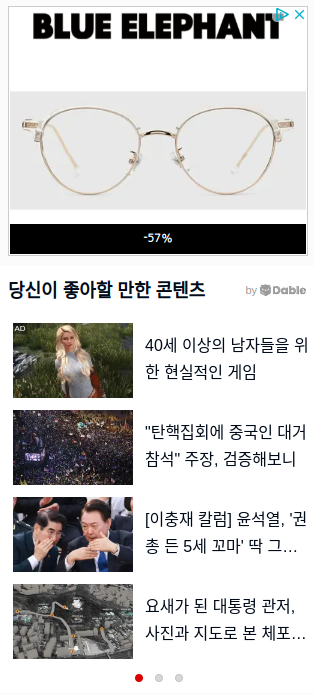 BLUE ELEPHANT
-57%
당신이 좋아할 만한 콘텐츠
by Dable
AD
40세 이상의 남자들을 위
한 현실적인 게임
"탄핵집회에 중국인 대거
참석" 주장, 검증해보니
[이충재 칼럼] 윤석열, '권
총 든 5세 꼬마' 딱 그…
요새가 된 대통령 관저,
사진과 지도로 본 체포…